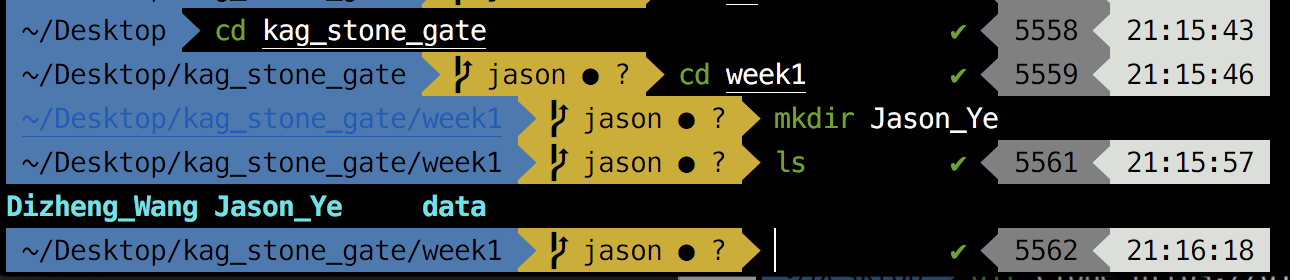 ~/Desktop cd kag_stone_gate ✔ 5558 21:15:43
~/Desktop/kag_stone_gate jason ● ? cd week1 ✔ 5559 21:15:46
~/Desktop/kag_stone_gate/week1 jason ● ? mkdir Jason_Ye
~/Desktop/kag_stone_gate/week1 jason ● ? ls ✔ 5561 21:15:57
Dizheng_Wang Jason_Ye data
~/Desktop/kag_stone_gate/week1 jason ● ? ✔ 5562 21:16:18